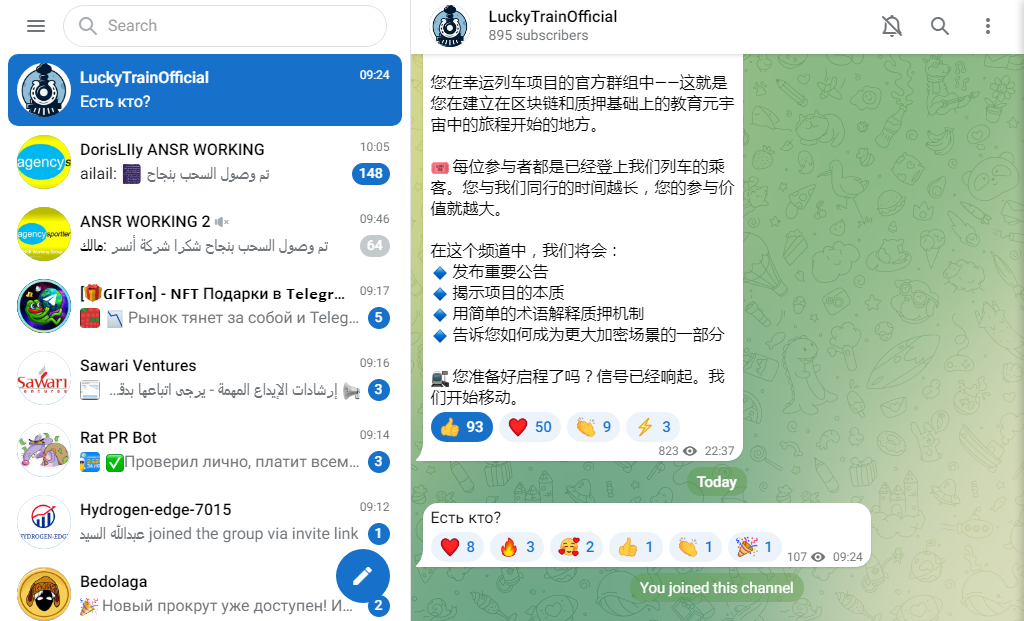 Search
LuckyTrainOfficial 09:24
Есть кто?
DorisLIly ANSR WORKING 10:05
ailail: تم وصول السحب بنجاح 148
ANSR WORKING 2 09:46
مالك: تم وصول السحب بنجاح شكرا شركة أنسر 64
[🎁GIFTon] - NFT Подарки в Telegr... 09:17
📉 Рынок тянет за собой и Teleg... 5
Sawari Ventures 09:16
إرشادات الإيداع المهمة - يرجى اتباعها بدق... 3
Rat PR Bot 09:14
✅Проверил лично, платит всем... 3
Hydrogen-edge-7015 09:12
عبدالله السيد joined the group via invite link 1
Bedolaga
🎉 Новый прокрут уже доступен! И... 2
agency
agency sportler
SaWari
ventures
HYDROGEN-EDG
LuckyTrainOfficial
895 subscribers
您在幸运列车项目的官方群组中——这就是
您在建立在区块链和质押基础上的教育元宇
宙中的旅程开始的地方。
🎟 每位参与者都是已经登上我们列车的乘
客。您与我们同行的时间越长，您的参与价
值就越大。
在这个频道中，我们将会：
🔹 发布重要公告
🔹 揭示项目的本质
🔹 用简单的术语解释质押机制
🔹 告诉您如何成为更大加密场景的一部分
🚂 您准备好启程了吗？信号已经响起。我
们开始移动。
👍 93 ❤️ 50 👏 9 ⚡ 3
823 22:37
Today
Есть кто?
❤️ 8 🔥 3 🥰 2 👍 1 👏 1 🎉 1 107 09:24
You joined this channel